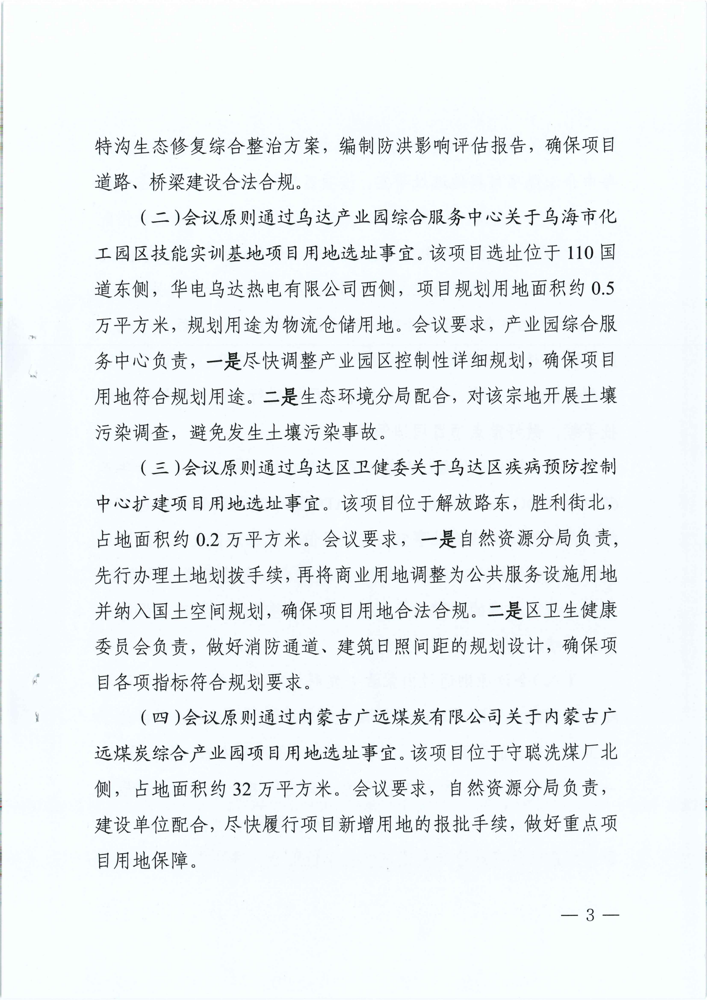 特沟生态修复综合整治方案，编制防洪影响评估报告，确保项目
道路、桥梁建设合法合规。
（二）会议原则通过乌达产业园综合服务中心关于乌海市化
工园区技能实训基地项目用地选址事宜。该项目选址位于 110 国
道东侧，华电乌达热电有限公司西侧，项目规划用地面积约 0.5
万平方米，规划用途为物流仓储用地。会议要求，产业园综合服
务中心负责，一是尽快调整产业园区控制性详细规划，确保项目
用地符合规划用途。二是生态环境分局配合，对该宗地开展土壤
污染调查，避免发生土壤污染事故。
（三）会议原则通过乌达区卫健委关于乌达区疾病预防控制
中心扩建项目用地选址事宜。该项目位于解放路东，胜利街北，
占地面积约 0.2 万平方米。会议要求，一是自然资源分局负责，
先行办理土地划拨手续，再将商业用地调整为公共服务设施用地
并纳入国土空间规划，确保项目用地合法合规。二是区卫生健康
委员会负责，做好消防通道、建筑日照间距的规划设计，确保项
目各项指标符合规划要求。
（四）会议原则通过内蒙古广远煤炭有限公司关于内蒙古广
远煤炭综合产业园项目用地选址事宜。该项目位于守聪洗煤厂北
侧，占地面积约 32 万平方米。会议要求，自然资源分局负责，
建设单位配合，尽快履行项目新增用地的报批手续，做好重点项
目用地保障。
— 3 —